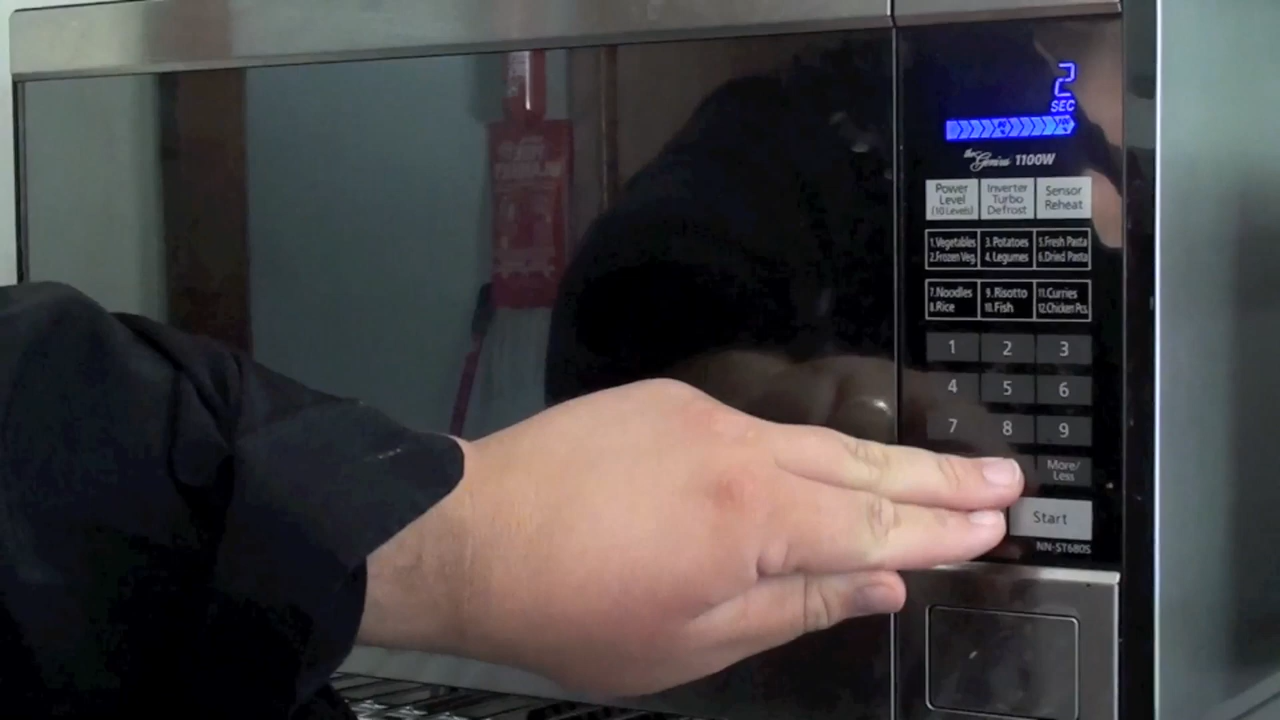 2
SEC
the Genius 1100W
Power Level (10 Levels)
Inverter Turbo Defrost
Sensor Reheat
1.Vegetables
2.Frozen Veg.
3.Potatoes
4.Legumes
5.Fresh Pasta
6.Dried Pasta
7.Noodles
8.Rice
9.Risotto
10.Fish
11.Curries
12.Chicken Pcs.
1 2 3
4 5 6
7 8 9
More/
Less
Start
NN-ST680S